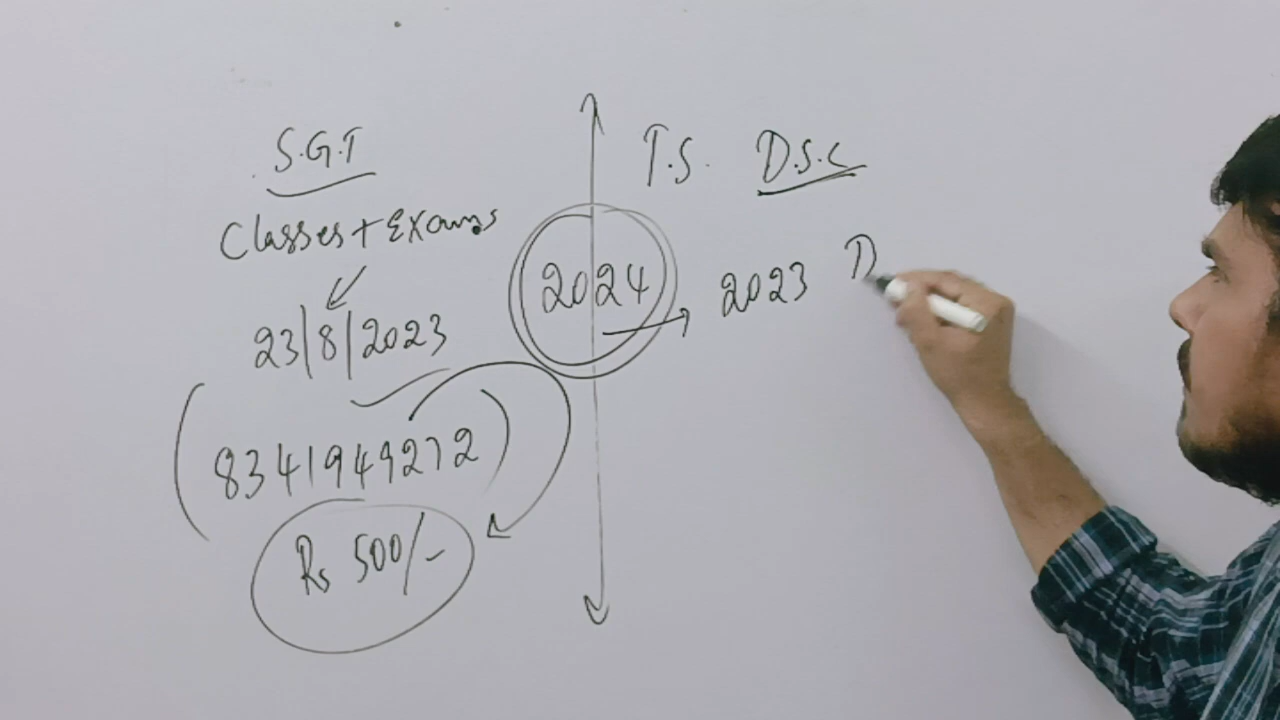 S.G.T
Classes + Exams
23/8/2023
(8341949272)
Rs 500/-
2024
T.S. D.S.C
2023 D